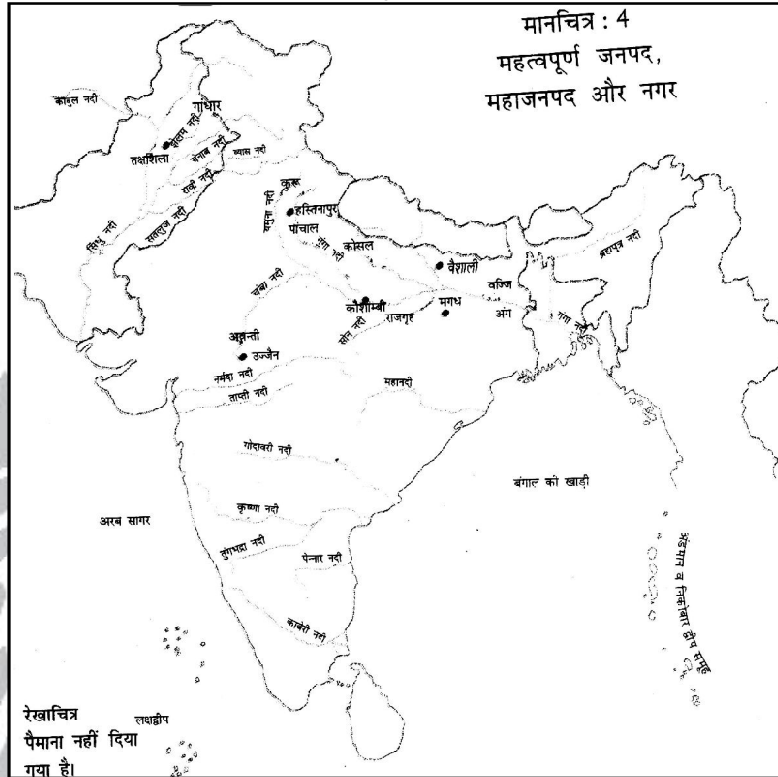 मानचित्र : 4
महत्वपूर्ण जनपद,
महाजनपद और नगर
काबुल नदी
गांधार
झेलम नदी
तक्षशिला
चेनाब नदी
ब्यास नदी
रावी नदी
सिंधु नदी
सतलुज नदी
कुरू
यमुना नदी
हस्तिनापुर
पांचाल
गंगा नदी
कोसल
ब्रह्मपुत्र नदी
वैशाली
चंबा नदी
वज्जि
कौशाम्बी
मगध
राजगृह
अंग
गंगा नदी
सोन नदी
अवन्ती
उज्जैन
नर्मदा नदी
महानदी
ताप्ती नदी
गोदावरी नदी
बंगाल की खाड़ी
कृष्णा नदी
अरब सागर
तुंगभद्रा नदी
पेन्नार नदी
अंडमान व निकोबार द्वीप समूह
काबेरी नदी
रेखाचित्र
लक्षद्वीप
पैमाना नहीं दिया
गया है।